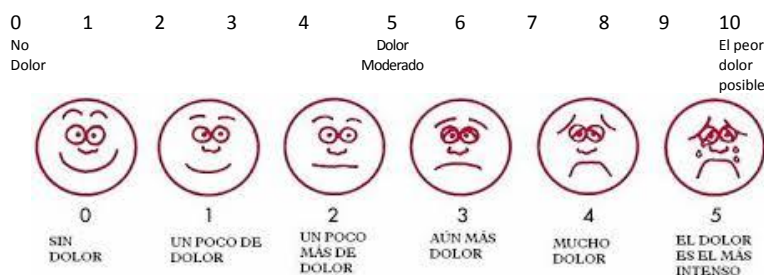 0 1 2 3 4 5 6 7 8 9 10
No Dolor El peor
Dolor Moderado dolor
posible
0 1 2 3 4 5
SIN UN POCO DE UN POCO AÚN MÁS MUCHO EL DOLOR
DOLOR DOLOR MÁS DE DOLOR DOLOR ES EL MÁS
DOLOR INTENSO